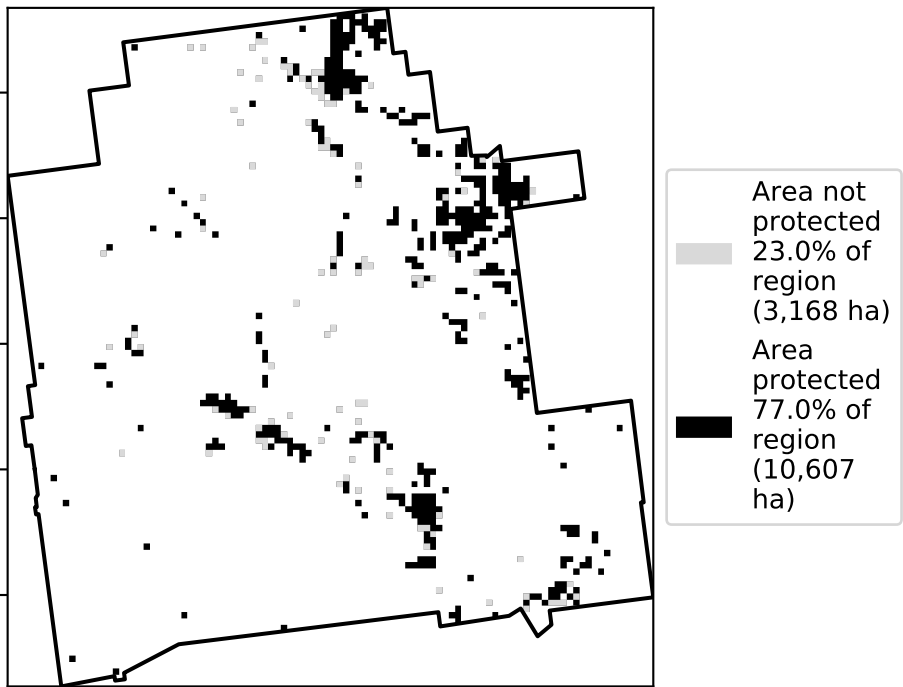 Area not
protected
23.0% of
region
(3,168 ha)
Area
protected
77.0% of
region
(10,607
ha)